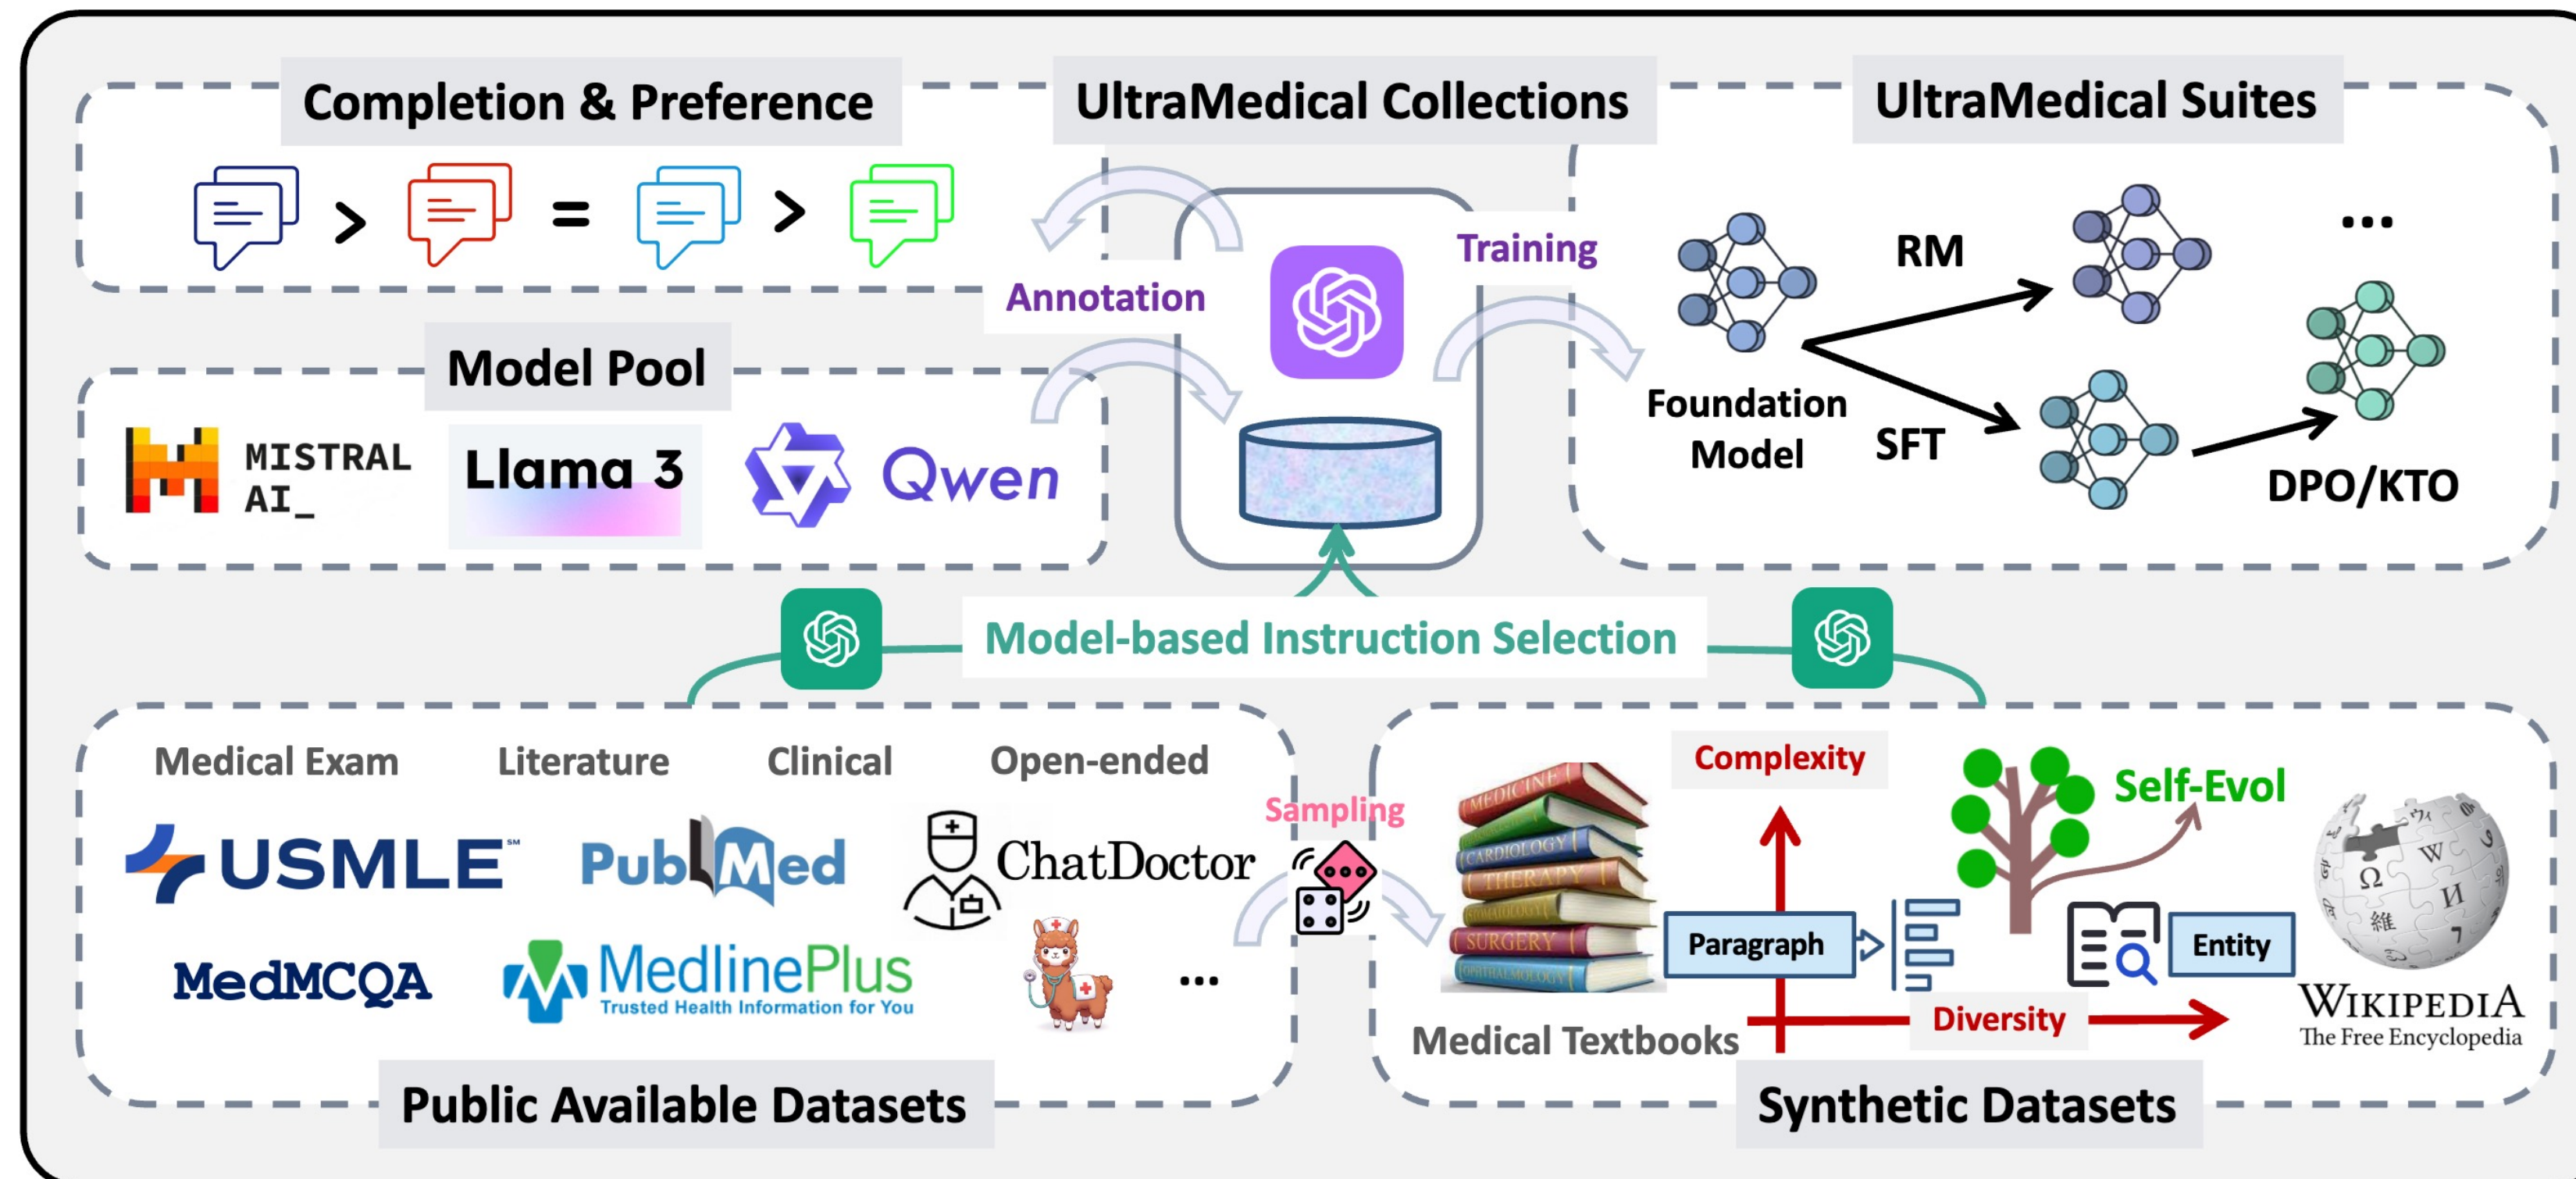 Completion & Preference
UltraMedical Collections
UltraMedical Suites
> = >
Annotation
Training
RM
...
Foundation
Model
SFT
DPO/KTO
Model Pool
MISTRAL
AI_
Llama 3
Qwen
Model-based Instruction Selection
Medical Exam
Literature
Clinical
Open-ended
USMLE℠
PubMed
ChatDoctor
MedMCQA
MedlinePlus
Trusted Health Information for You
...
Public Available Datasets
Sampling
Complexity
Self-Evol
MEDICINE
CARDIOLOGY
THERAPY
SURGERY
OPHTHALMOLOGY
Paragraph
Entity
Ω W И
維
Medical Textbooks
Diversity
WIKIPEDIA
The Free Encyclopedia
Synthetic Datasets